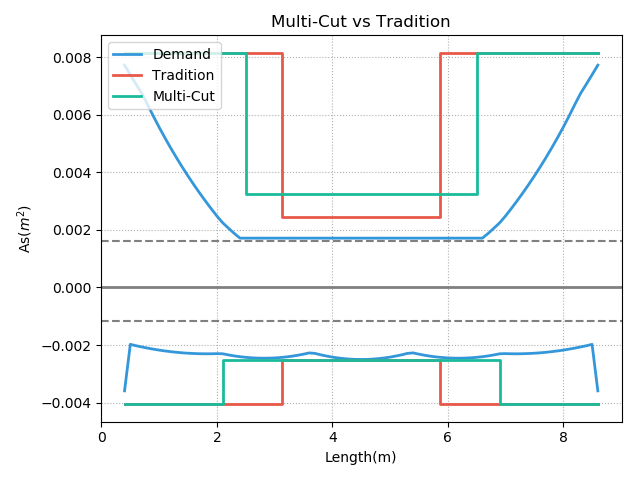 Multi-Cut vs Tradition
Demand
Tradition
Multi-Cut
As(m²)
0.008
0.006
0.004
0.002
0.000
−0.002
−0.004
0 2 4 6 8
Length(m)